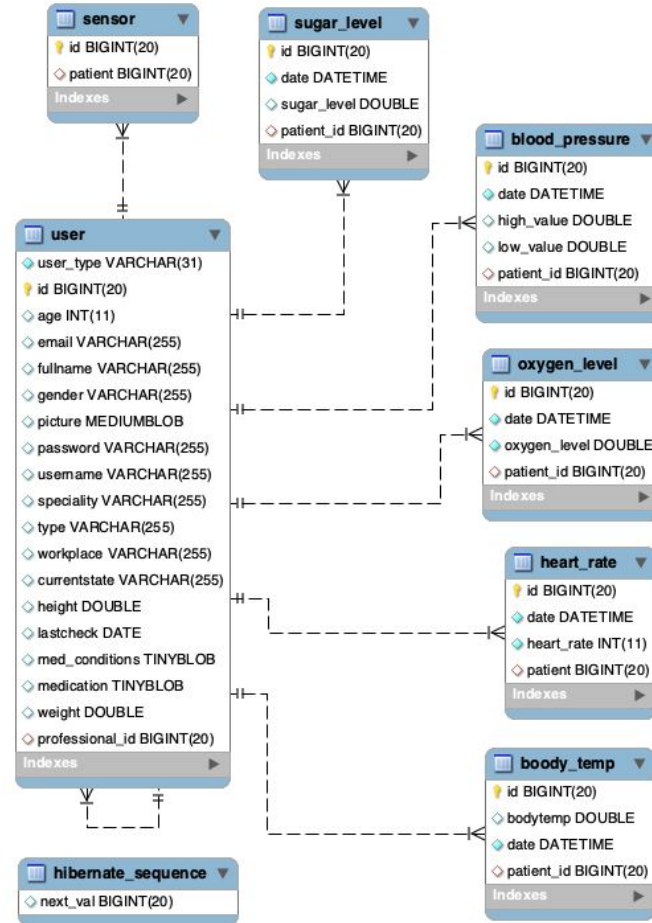 sensor
id BIGINT(20)
patient BIGINT(20)
Indexes
sugar_level
id BIGINT(20)
date DATETIME
sugar_level DOUBLE
patient_id BIGINT(20)
Indexes
blood_pressure
id BIGINT(20)
date DATETIME
high_value DOUBLE
low_value DOUBLE
patient_id BIGINT(20)
Indexes
user
user_type VARCHAR(31)
id BIGINT(20)
age INT(11)
email VARCHAR(255)
fullname VARCHAR(255)
gender VARCHAR(255)
picture MEDIUMBLOB
password VARCHAR(255)
username VARCHAR(255)
speciality VARCHAR(255)
type VARCHAR(255)
workplace VARCHAR(255)
currentstate VARCHAR(255)
height DOUBLE
lastcheck DATE
med_conditions TINYBLOB
medication TINYBLOB
weight DOUBLE
professional_id BIGINT(20)
Indexes
oxygen_level
id BIGINT(20)
date DATETIME
oxygen_level DOUBLE
patient_id BIGINT(20)
Indexes
heart_rate
id BIGINT(20)
date DATETIME
heart_rate INT(11)
patient BIGINT(20)
Indexes
boody_temp
id BIGINT(20)
bodytemp DOUBLE
date DATETIME
patient_id BIGINT(20)
Indexes
hibernate_sequence
next_val BIGINT(20)